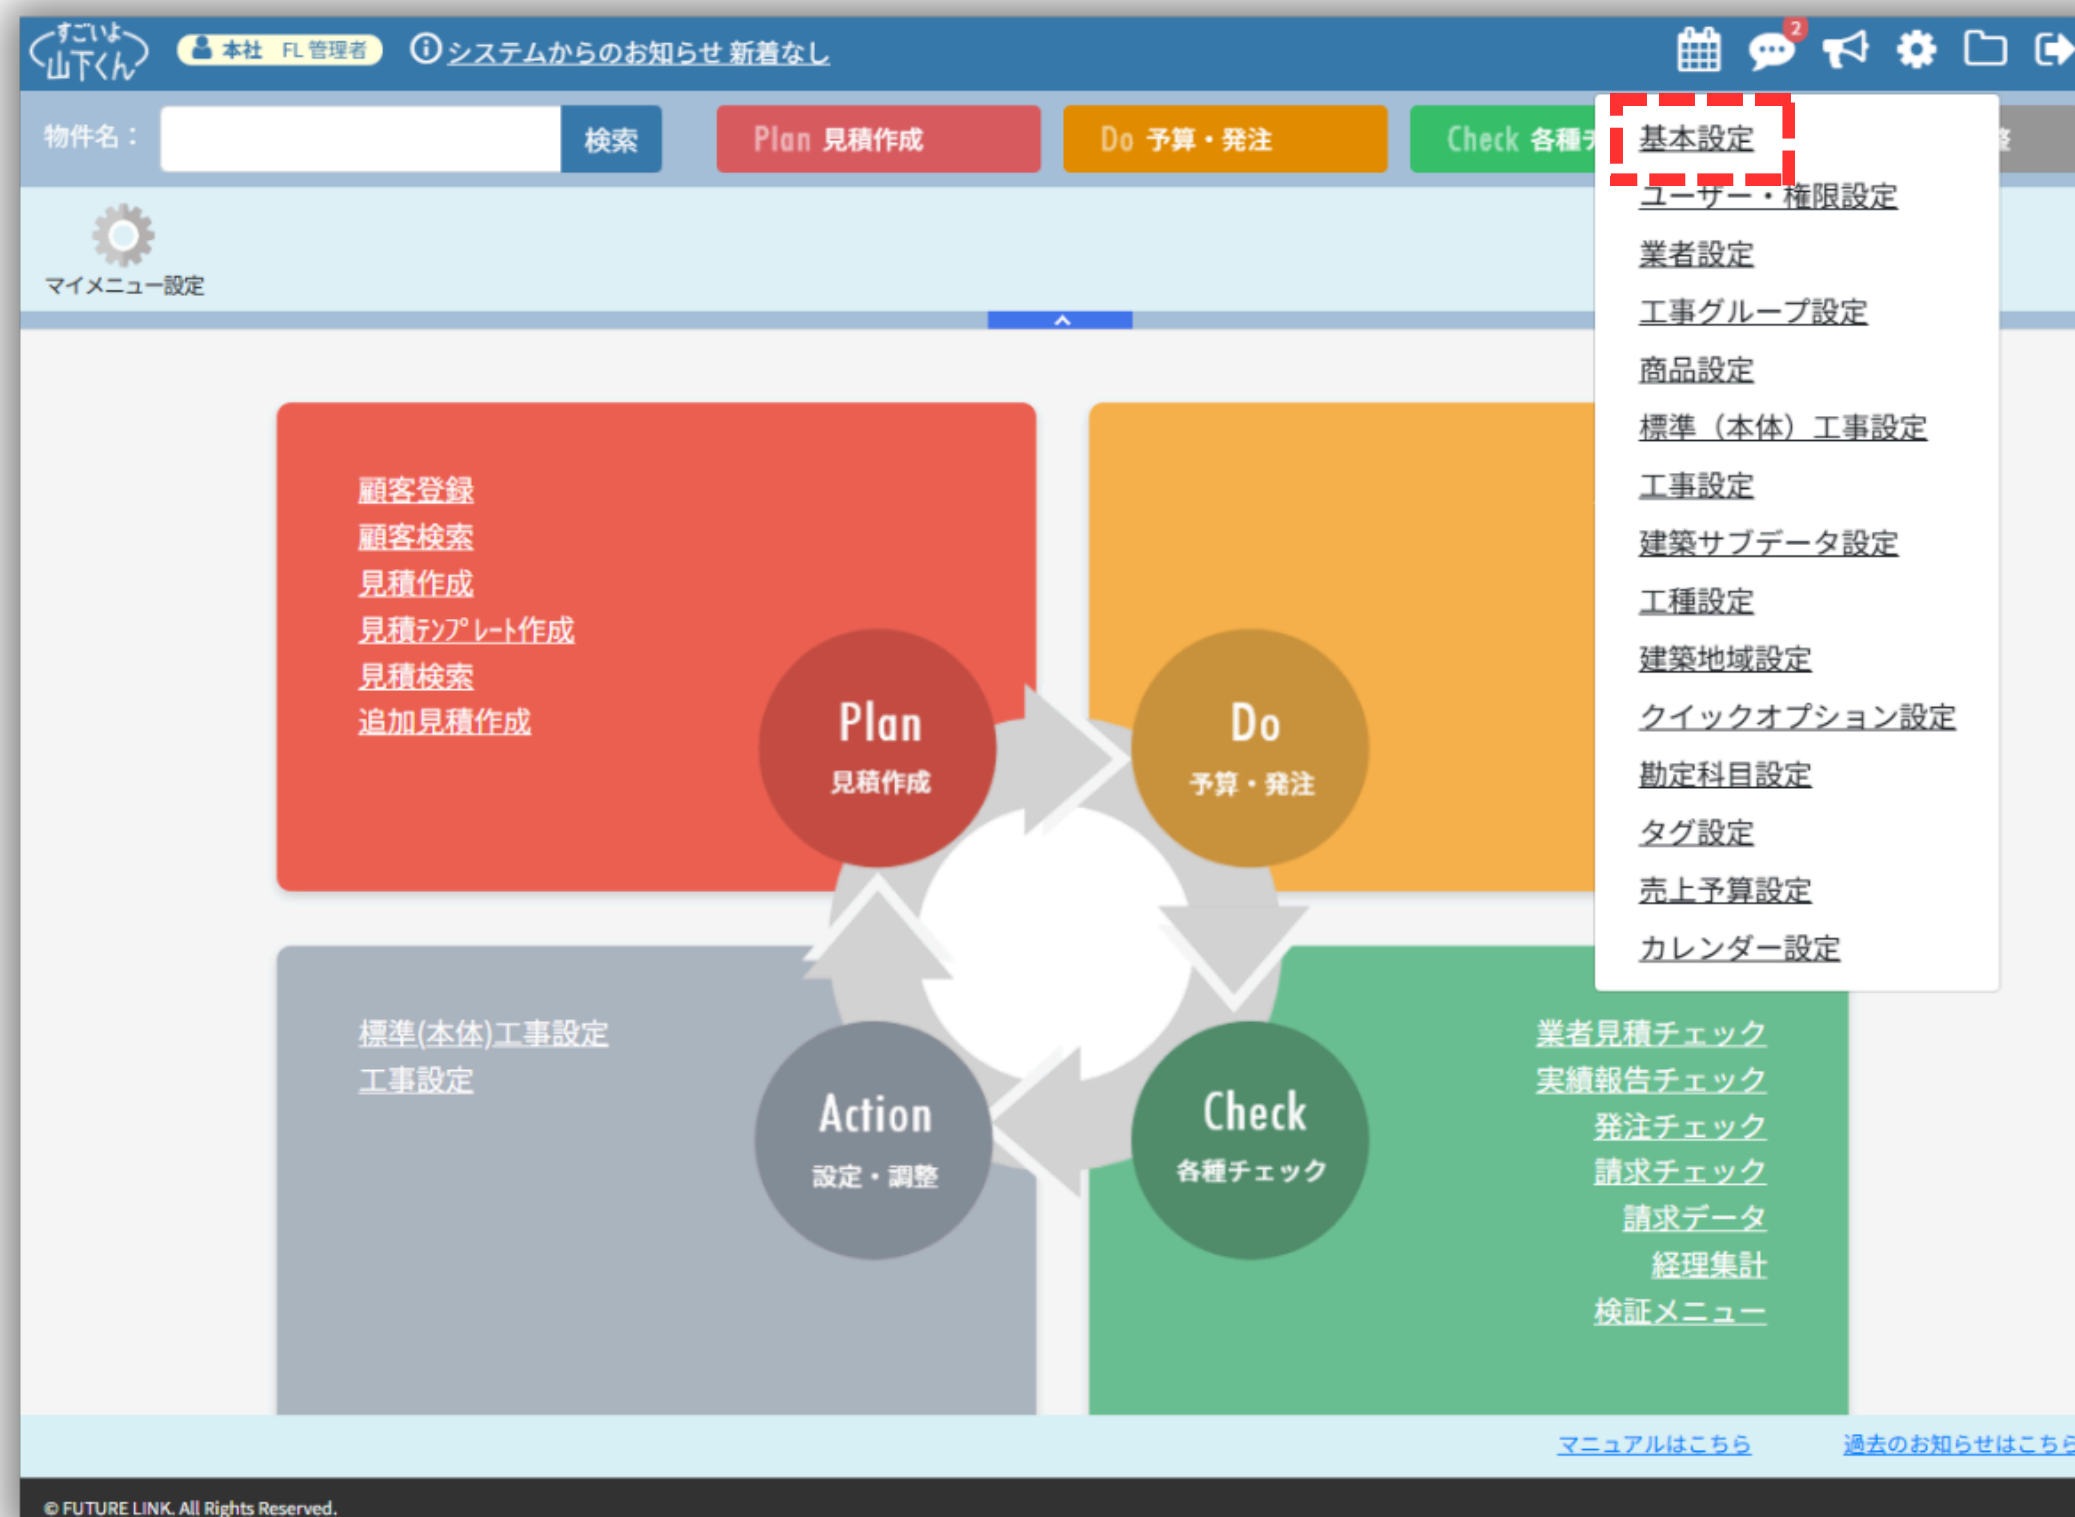 すごいよ
山下くん
本社 FL管理者
システムからのお知らせ 新着なし
2
物件名：
検索
Plan 見積作成
Do 予算・発注
Check 各種チ
整
マイメニュー設定
基本設定
ユーザー・権限設定
業者設定
工事グループ設定
商品設定
標準（本体）工事設定
工事設定
建築サブデータ設定
工種設定
建築地域設定
クイックオプション設定
勘定科目設定
タグ設定
売上予算設定
カレンダー設定
顧客登録
顧客検索
見積作成
見積ﾃﾝﾌﾟﾚｰﾄ作成
見積検索
追加見積作成
Plan
見積作成
Do
予算・発注
標準(本体)工事設定
工事設定
Action
設定・調整
Check
各種チェック
業者見積チェック
実績報告チェック
発注チェック
請求チェック
請求データ
経理集計
検証メニュー
マニュアルはこちら
過去のお知らせはこちら
© FUTURE LINK. All Rights Reserved.